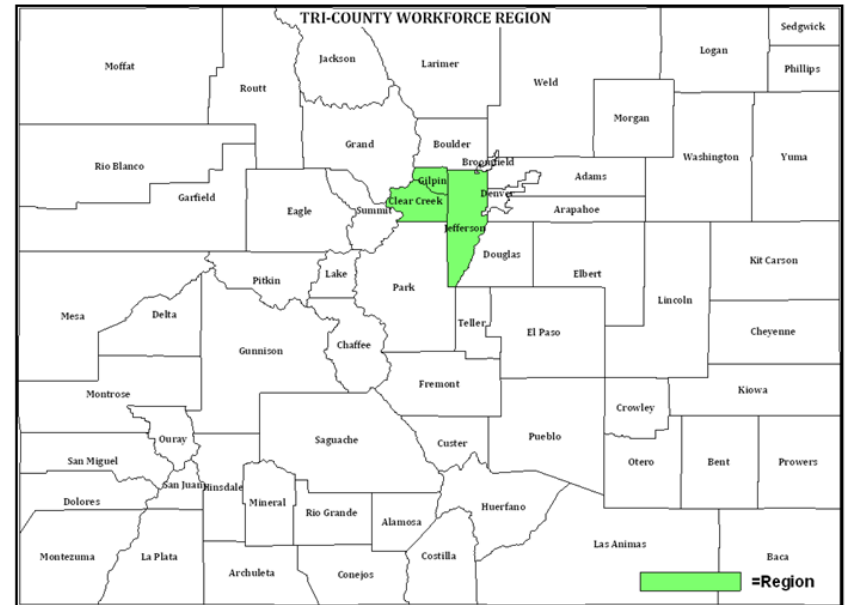 TRI-COUNTY WORKFORCE REGION
Sedgwick
Logan
Jackson
Larimer
Moffat
Phillips
Weld
Routt
Morgan
Grand
Boulder
Washington
Yuma
Broomfield
Rio Blanco
Gilpin
Adams
Denver
Garfield
Clear Creek
Eagle
Summit
Arapahoe
Jefferson
Douglas
Kit Carson
Elbert
Lake
Pitkin
Park
Lincoln
Mesa
Delta
Teller
El Paso
Cheyenne
Chaffee
Gunnison
Fremont
Kiowa
Montrose
Crowley
Ouray
Saguache
Custer
Pueblo
San Miguel
Otero
Bent
Prowers
San Juan
Hinsdale
Dolores
Mineral
Rio Grande
Huerfano
Alamosa
Las Animas
Montezuma
La Plata
Costilla
Baca
Archuleta
Conejos
=Region